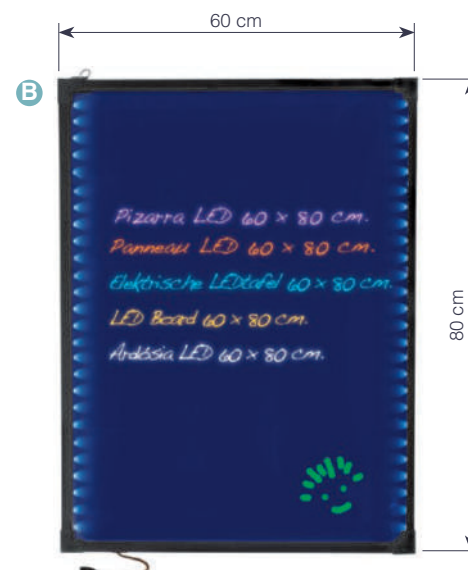 60 cm
B
Pizarra LED 60 x 80 cm.
Panneau LED 60 x 80 cm.
Elektrische LEDtafel 60 x 80 cm.
LED Board 60 x 80 cm.
Ardósia LED 60 x 80 cm.
80 cm